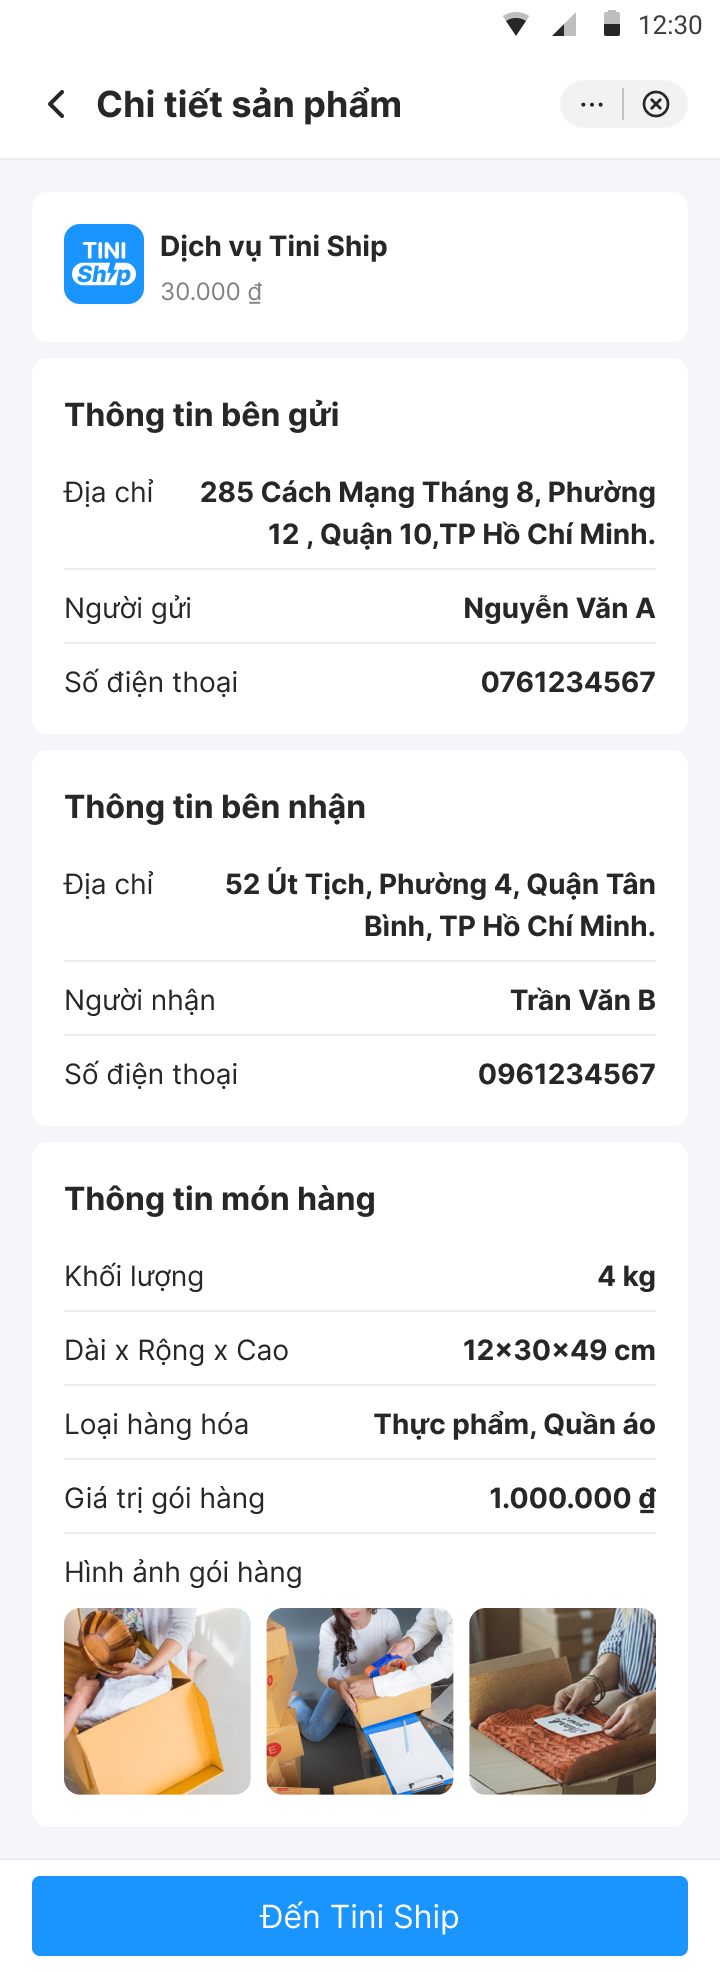 12:30
Chi tiết sản phẩm
TINI
Ship
Dịch vụ Tini Ship
30.000 ₫
Thông tin bên gửi
Địa chỉ
285 Cách Mạng Tháng 8, Phường
12 , Quận 10,TP Hồ Chí Minh.
Người gửi
Nguyễn Văn A
Số điện thoại
0761234567
Thông tin bên nhận
Địa chỉ
52 Út Tịch, Phường 4, Quận Tân
Bình, TP Hồ Chí Minh.
Người nhận
Trần Văn B
Số điện thoại
0961234567
Thông tin món hàng
Khối lượng
4 kg
Dài x Rộng x Cao
12×30×49 cm
Loại hàng hóa
Thực phẩm, Quần áo
Giá trị gói hàng
1.000.000 ₫
Hình ảnh gói hàng
Đến Tini Ship